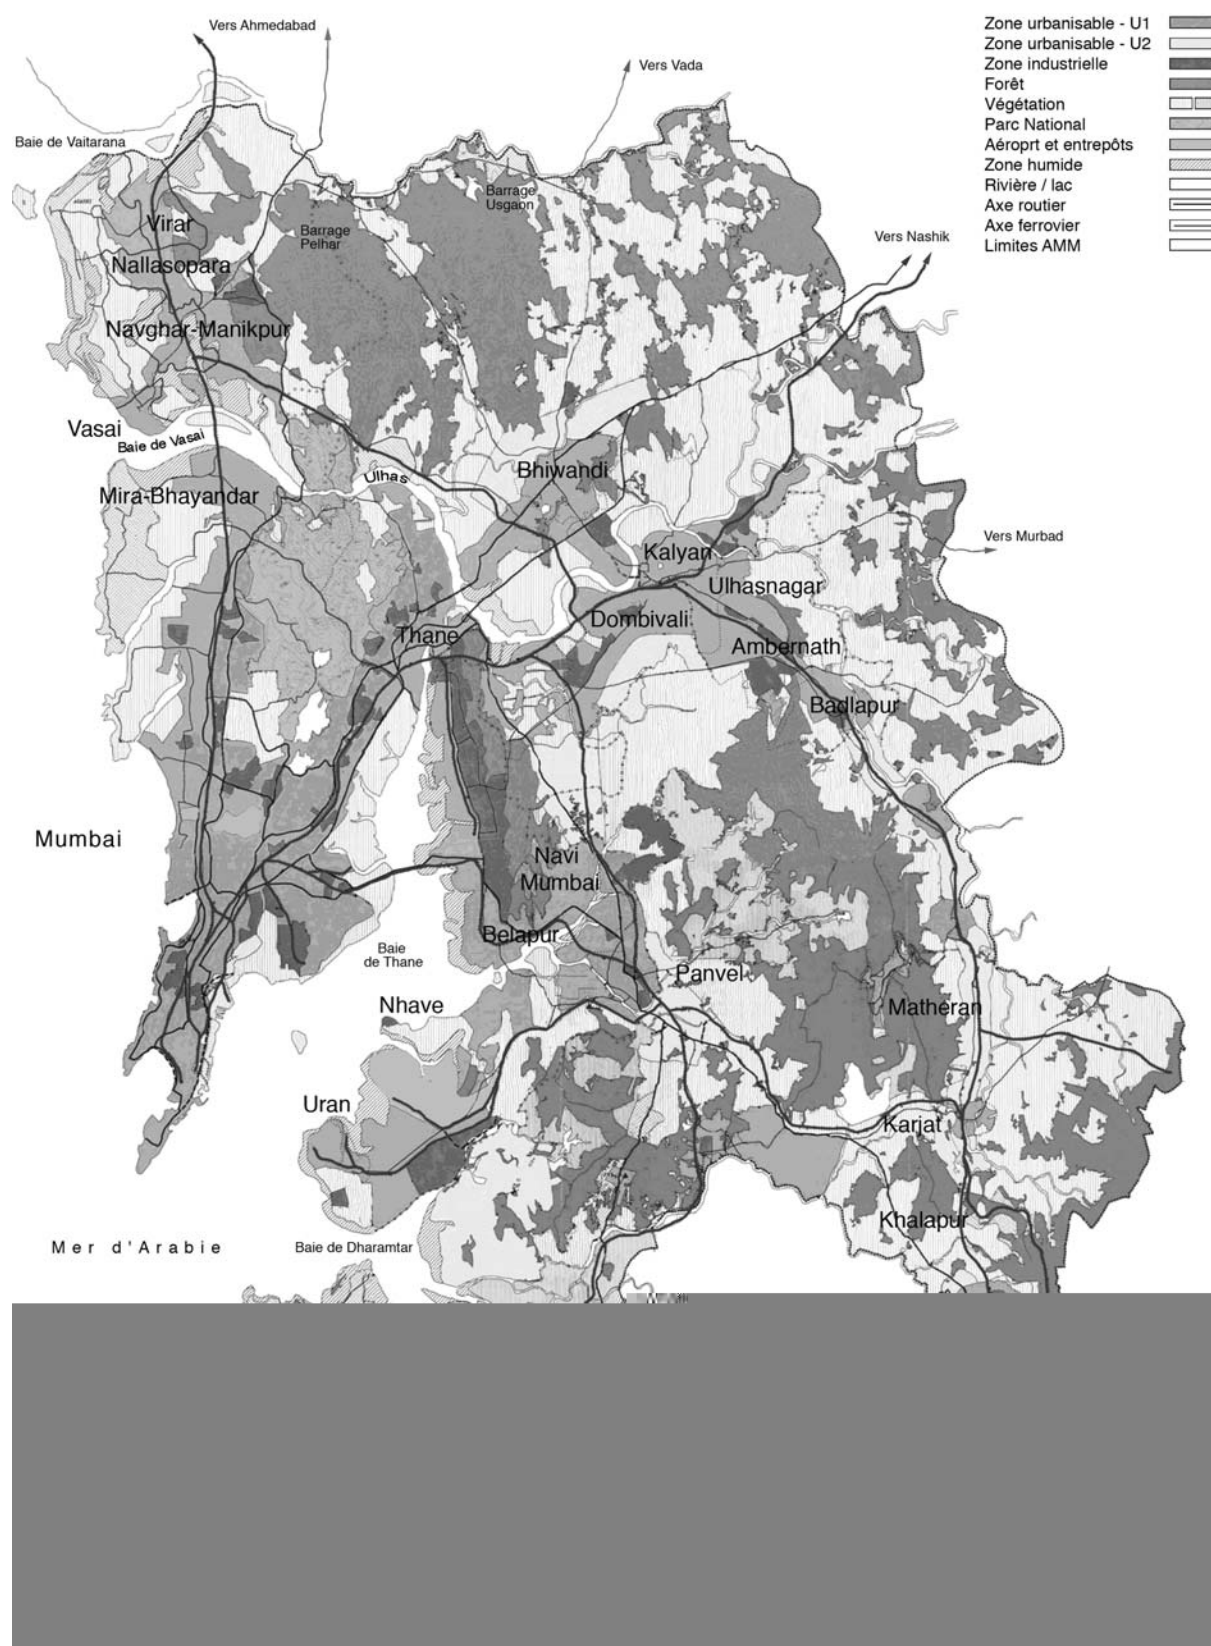 Vers Ahmedabad
Vers Vada
Zone urbanisable - U1
Zone urbanisable - U2
Zone industrielle
Forêt
Végétation
Parc National
Aéroprt et entrepôts
Zone humide
Rivière / lac
Axe routier
Axe ferrovier
Limites AMM
Baie de Vaitarana
Barrage
Usgaon
Virar
Barrage
Pelhar
Vers Nashik
Nallasopara
Navghar-Manikpur
Vasai
Baie de Vasai
Bhiwandi
Ulhas
Mira-Bhayandar
Vers Murbad
Kalyan
Ulhasnagar
Dombivali
Thane
Ambernath
Badlapur
Mumbai
Navi
Mumbai
Belapur
Baie
de Thane
Panvel
Nhave
Matheran
Uran
Karjat
Khalapur
Mer d'Arabie
Baie de Dharamtar